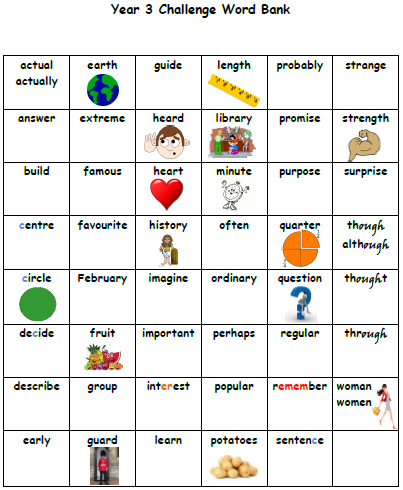 Year 3 Challenge Word Bank
actual earth guide length probably strange
actually
answer extreme heard library promise strength
build famous heart minute purpose surprise
centre favourite history often quarter though
although
circle February imagine ordinary question thought
decide fruit important perhaps regular through
describe group interest popular remember woman
women
early guard learn potatoes sentence